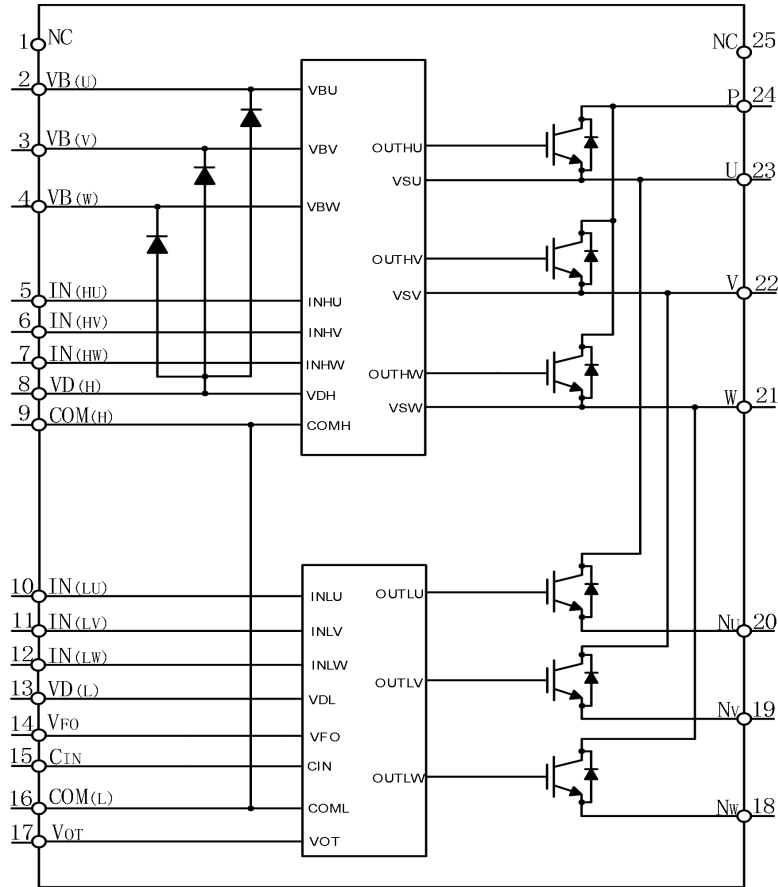 1 NC
2 VB(U)
3 VB(V)
4 VB(W)
5 IN(HU)
6 IN(HV)
7 IN(HW)
8 VD(H)
9 COM(H)
10 IN(LU)
11 IN(LV)
12 IN(LW)
13 VD(L)
14 VFO
15 CIN
16 COM(L)
17 VOT
VBU
VBV
VBW
INHU
INHV
INHW
VDH
COMH
OUTHU
VSU
OUTHV
VSV
OUTHW
VSW
INLU
INLV
INLW
VDL
VFO
CIN
COML
VOT
OUTLU
OUTLV
OUTLW
NC 25
P 24
U 23
V 22
W 21
NU 20
NV 19
NW 18